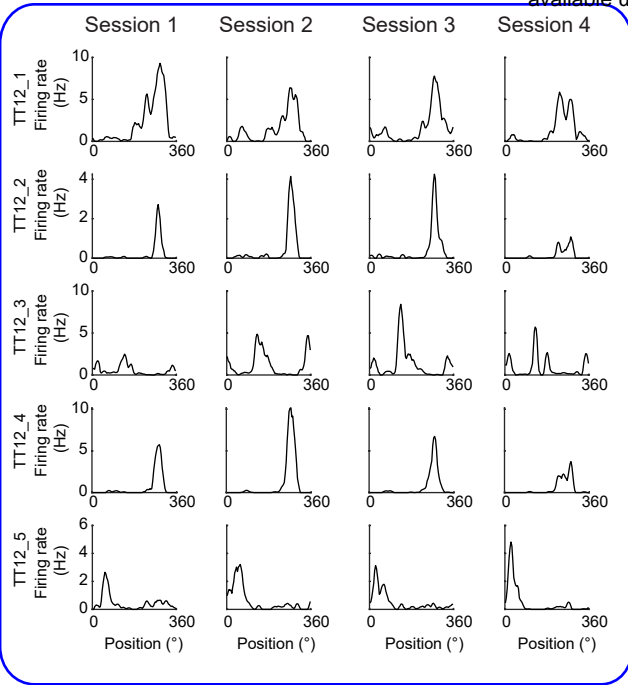 available d
Session 1 Session 2 Session 3 Session 4
TT12_1
Firing rate
(Hz)
10
5
0
0 360 0 360 0 360 0 360
TT12_2
Firing rate
(Hz)
4
2
0
0 360 0 360 0 360 0 360
TT12_3
Firing rate
(Hz)
10
5
0
0 360 0 360 0 360 0 360
TT12_4
Firing rate
(Hz)
10
5
0
0 360 0 360 0 360 0 360
TT12_5
Firing rate
(Hz)
6
4
2
0
0 360 0 360 0 360 0 360
Position (°) Position (°) Position (°) Position (°)